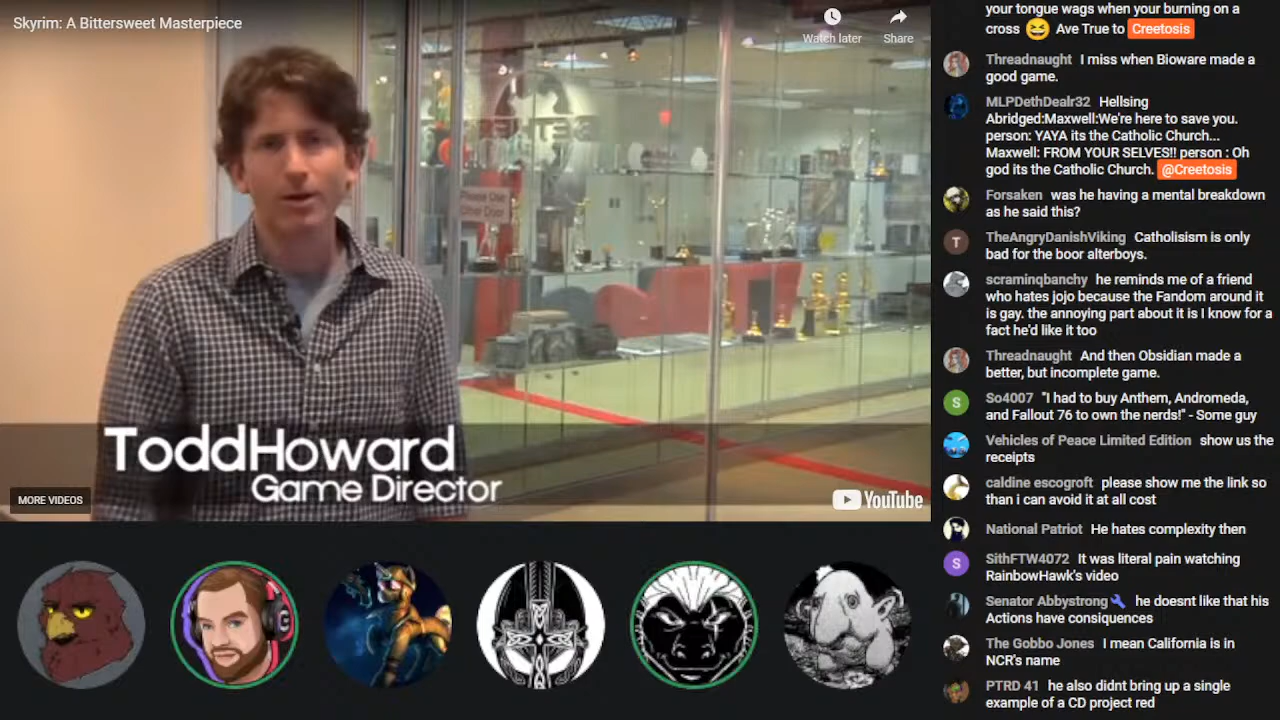 Skyrim: A Bittersweet Masterpiece
Watch later
Share
Please Use
Other Door
ToddHoward
Game Director
MORE VIDEOS
YouTube
your tongue wags when your burning on a
cross 😆 Ave True to Creetosis
Threadnaught I miss when Bioware made a
good game.
MLPDethDealr32 Hellsing
Abridged:Maxwell:We're here to save you.
person: YAYA its the Catholic Church...
Maxwell: FROM YOUR SELVES!! person : Oh
god its the Catholic Church. @Creetosis
Forsaken was he having a mental breakdown
as he said this?
T
TheAngryDanishViking Catholisism is only
bad for the boor alterboys.
scraminqbanchy he reminds me of a friend
who hates jojo because the Fandom around it
is gay. the annoying part about it is I know for a
fact he'd like it too
Threadnaught And then Obsidian made a
better, but incomplete game.
S
So4007 "I had to buy Anthem, Andromeda,
and Fallout 76 to own the nerds!" - Some guy
Vehicles of Peace Limited Edition show us the
receipts
caldine escogroft please show me the link so
than i can avoid it at all cost
National Patriot He hates complexity then
S
SithFTW4072 It was literal pain watching
RainbowHawk's video
Senator Abbystrong🔧 he doesnt like that his
Actions have consiquences
The Gobbo Jones I mean California is in
NCR's name
PTRD 41 he also didnt bring up a single
example of a CD project red